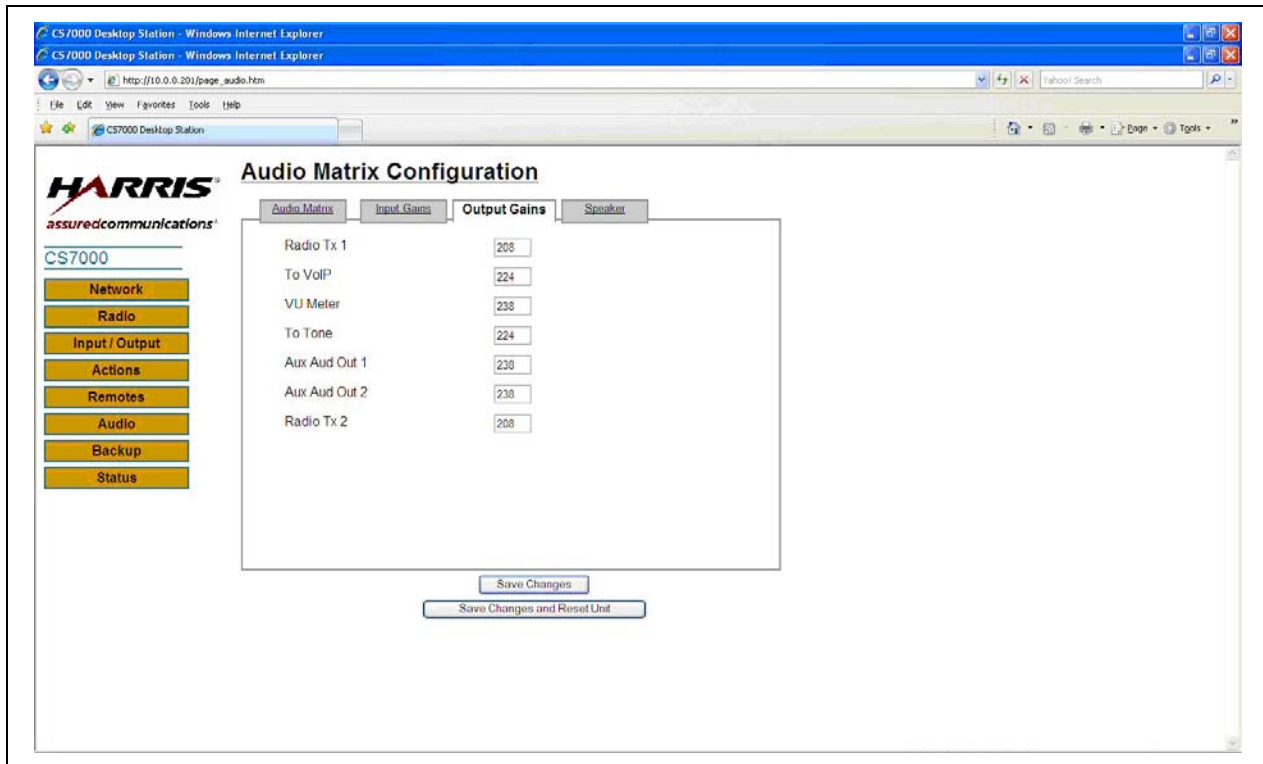 CS7000 Desktop Station - Windows Internet Explorer
CS7000 Desktop Station - Windows Internet Explorer
http://10.0.0.201/page_audio.htm
Yahoo! Search
File Edit View Favorites Tools Help
CS7000 Desktop Station
Page Tools
HARRIS
assuredcommunications
CS7000
Network
Radio
Input / Output
Actions
Remotes
Audio
Backup
Status
Audio Matrix Configuration
Audio Matrix Input Gains Output Gains Speaker
Radio Tx 1 208
To VoIP 224
VU Meter 238
To Tone 224
Aux Aud Out 1 238
Aux Aud Out 2 238
Radio Tx 2 208
Save Changes
Save Changes and Reset Unit